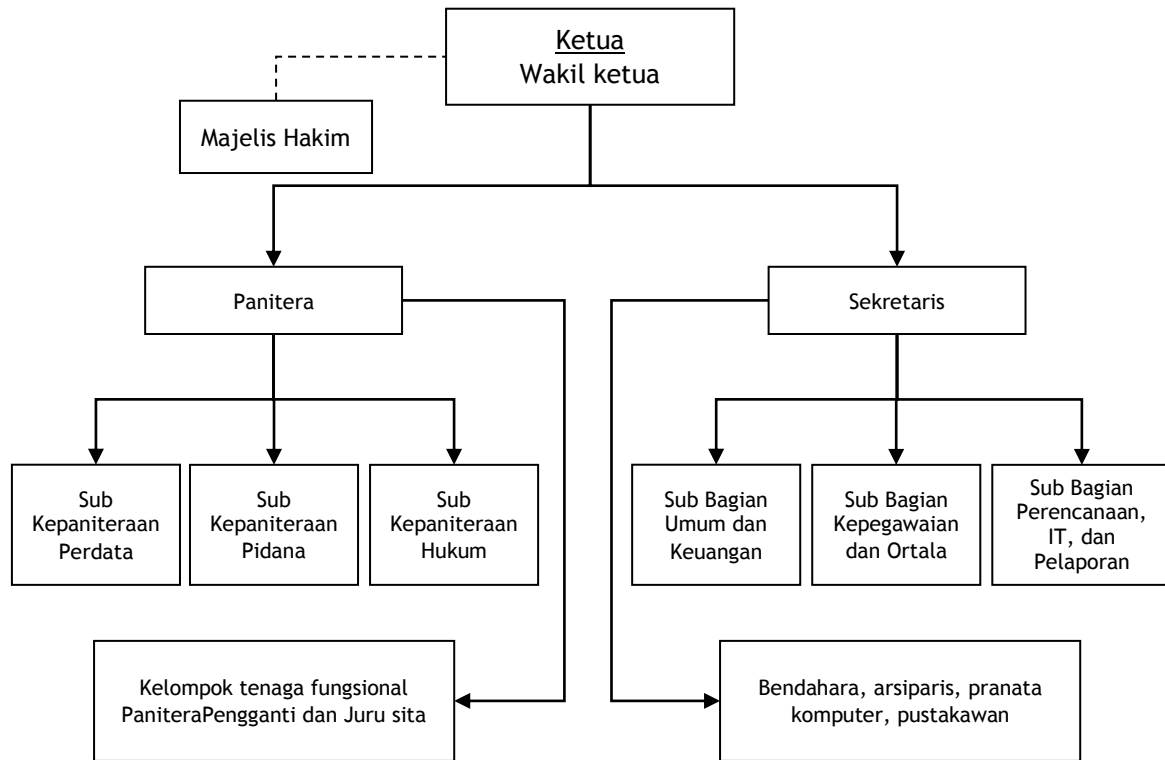 Ketua
Wakil ketua
Majelis Hakim
Panitera
Sekretaris
Sub
Kepaniteraan
Perdata
Sub
Kepaniteraan
Pidana
Sub
Kepaniteraan
Hukum
Sub Bagian
Umum dan
Keuangan
Sub Bagian
Kepegawaian
dan Ortala
Sub Bagian
Perencanaan,
IT, dan
Pelaporan
Kelompok tenaga fungsional
PaniteraPengganti dan Juru sita
Bendahara, arsiparis, pranata
komputer, pustakawan